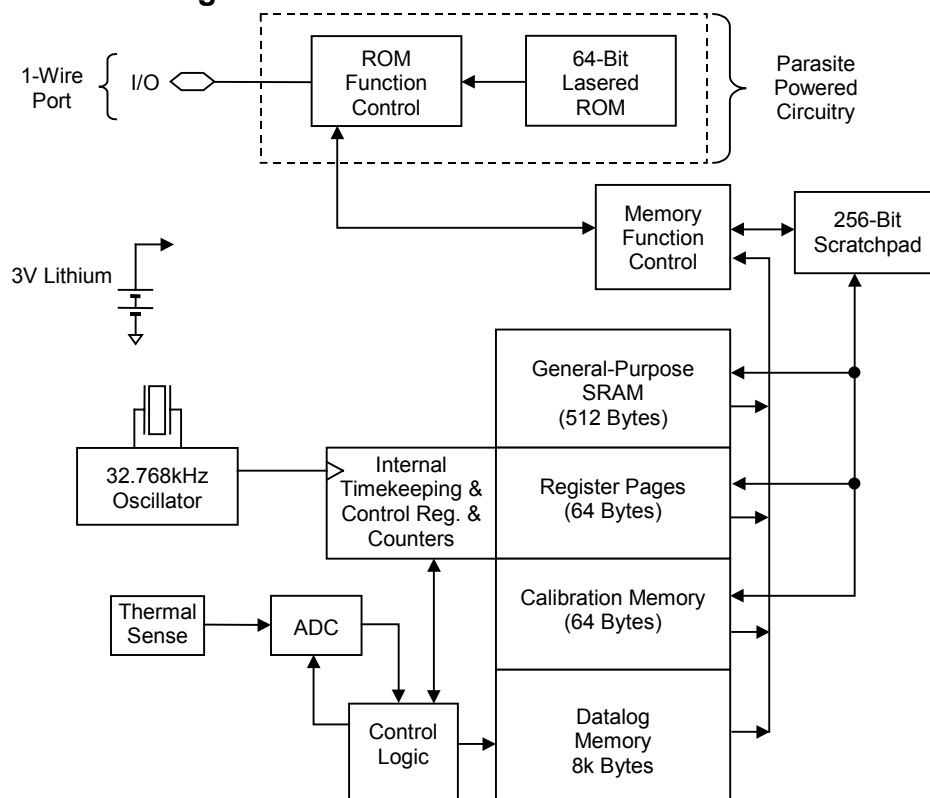 1-Wire
Port
I/O
ROM
Function
Control
64-Bit
Lasered
ROM
Parasite
Powered
Circuitry
Memory
Function
Control
256-Bit
Scratchpad
3V Lithium
General-Purpose
SRAM
(512 Bytes)
32.768kHz
Oscillator
Internal
Timekeeping &
Control Reg. &
Counters
Register Pages
(64 Bytes)
Thermal
Sense
ADC
Calibration Memory
(64 Bytes)
Control
Logic
Datalog
Memory
8k Bytes